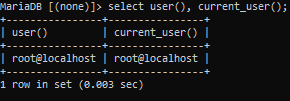 MariaDB [(none)]> select user(), current_user();
+----------------+----------------+
| user()         | current_user() |
+----------------+----------------+
| root@localhost | root@localhost |
+----------------+----------------+
1 row in set (0.003 sec)